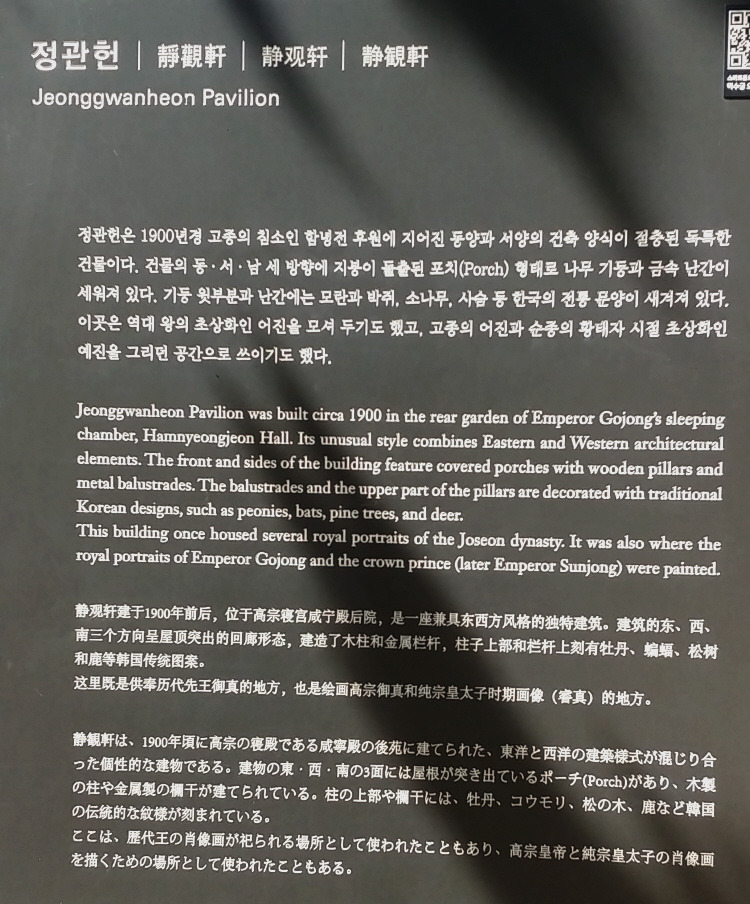 정관헌 | 靜觀軒 | 静观轩 | 静観軒
Jeonggwanheon Pavilion
정관헌은 1900년경 고종의 침소인 함녕전 후원에 지어진 동양과 서양의 건축 양식이 절충된 독특한
건물이다. 건물의 동·서·남 세 방향에 지붕이 돌출된 포치(Porch) 형태로 나무 기둥과 금속 난간이
세워져 있다. 기둥 윗부분과 난간에는 모란과 박쥐, 소나무, 사슴 등 한국의 전통 문양이 새겨져 있다.
이곳은 역대 왕의 초상화인 어진을 모셔 두기도 했고, 고종의 어진과 순종의 황태자 시절 초상화인
예진을 그리던 공간으로 쓰이기도 했다.
Jeonggwanheon Pavilion was built circa 1900 in the rear garden of Emperor Gojong's sleeping
chamber, Hamnyeongjeon Hall. Its unusual style combines Eastern and Western architectural
elements. The front and sides of the building feature covered porches with wooden pillars and
metal balustrades. The balustrades and the upper part of the pillars are decorated with traditional
Korean designs, such as peonies, bats, pine trees, and deer.
This building once housed several royal portraits of the Joseon dynasty. It was also where the
royal portraits of Emperor Gojong and the crown prince (later Emperor Sunjong) were painted.
静观轩建于1900年前后，位于高宗寝宫咸宁殿后院，是一座兼具东西方风格的独特建筑。建筑的东、西、
南三个方向呈屋顶突出的回廊形态，建造了木柱和金属栏杆，柱子上部和栏杆上刻有牡丹、蝙蝠、松树
和鹿等韩国传统图案。
这里既是供奉历代先王御真的地方，也是绘画高宗御真和纯宗皇太子时期画像（睿真）的地方。
静観軒は、1900年頃に高宗の寝殿である咸寧殿の後苑に建てられた、東洋と西洋の建築様式が混じり合
った個性的な建物である。建物の東・西・南の3面には屋根が突き出ているポーチ(Porch)があり、木製
の柱や金属製の欄干が建てられている。柱の上部や欄干には、牡丹、コウモリ、松の木、鹿など韓国
の伝統的な紋様が刻まれている。
ここは、歴代王の肖像画が祀られる場所として使われたこともあり、高宗皇帝と純宗皇太子の肖像画
を描くための場所として使われたこともある。